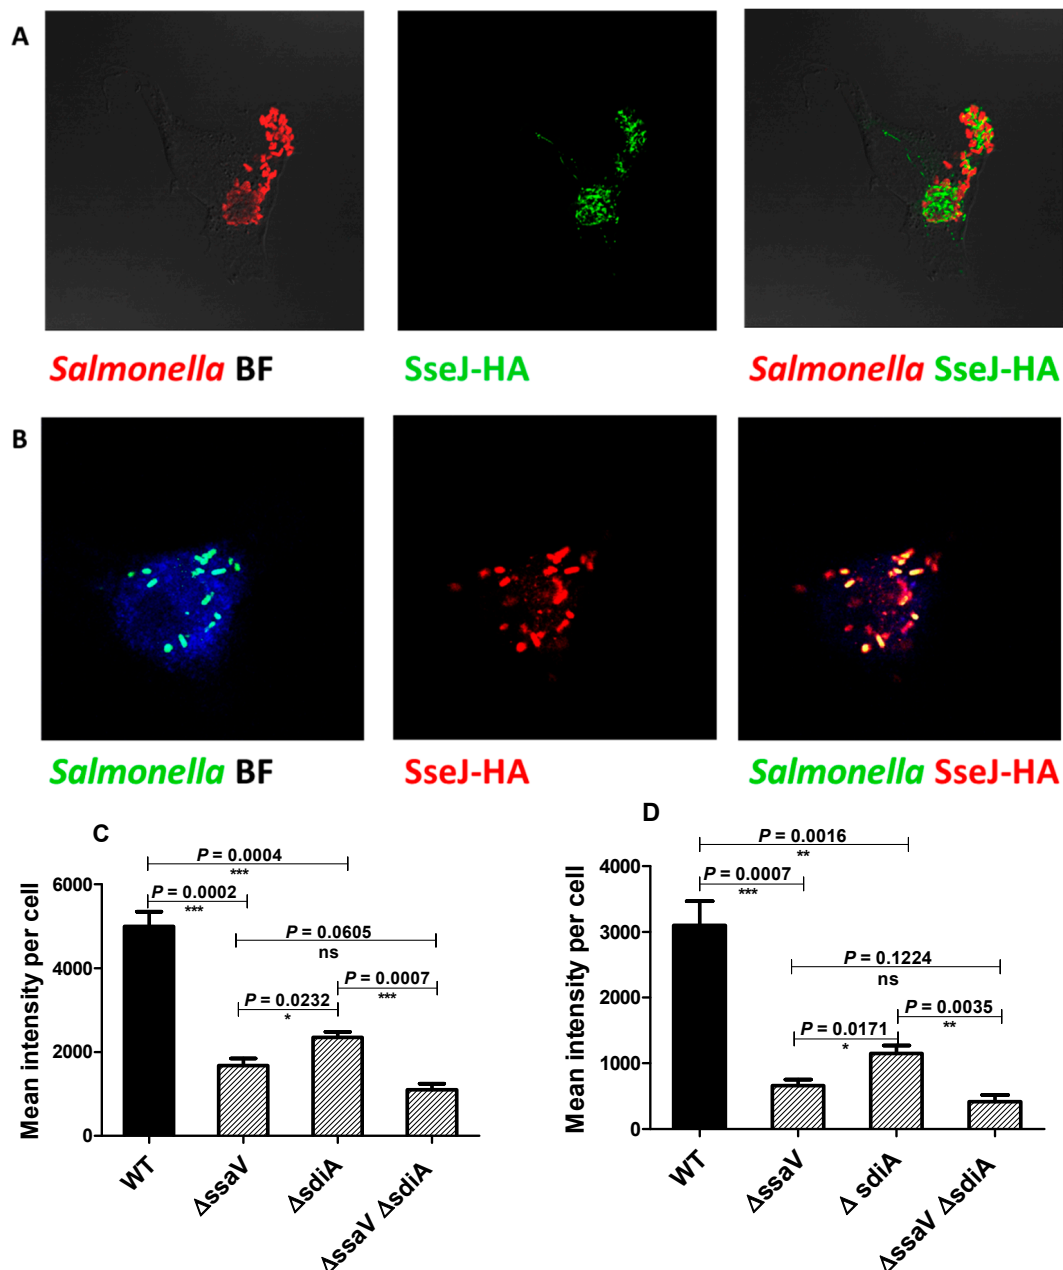 A
Salmonella BF
SseJ-HA
Salmonella SseJ-HA
B
Salmonella BF
SseJ-HA
Salmonella SseJ-HA
C
P = 0.0004
***
P = 0.0002
***
P = 0.0605
ns
P = 0.0007
***
P = 0.0232
*
Mean intensity per cell
6000
4000
2000
0
WT
ΔssaV
ΔsdiA
ΔssaV ΔsdiA
D
P = 0.0016
**
P = 0.0007
***
P = 0.1224
ns
P = 0.0035
**
P = 0.0171
*
Mean intensity per cell
4000
3000
2000
1000
0
WT
ΔssaV
Δ sdiA
ΔssaV ΔsdiA